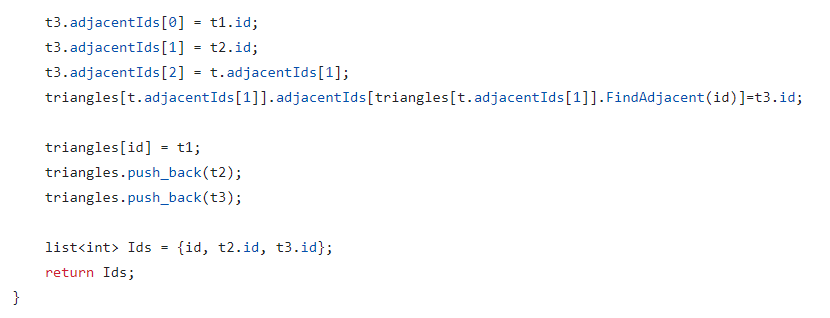 t3.adjacentIds[0] = t1.id;
t3.adjacentIds[1] = t2.id;
t3.adjacentIds[2] = t.adjacentIds[1];
triangles[t.adjacentIds[1]].adjacentIds[triangles[t.adjacentIds[1]].FindAdjacent(id)]=t3.id;
triangles[id] = t1;
triangles.push_back(t2);
triangles.push_back(t3);
list<int> Ids = {id, t2.id, t3.id};
return Ids;
}